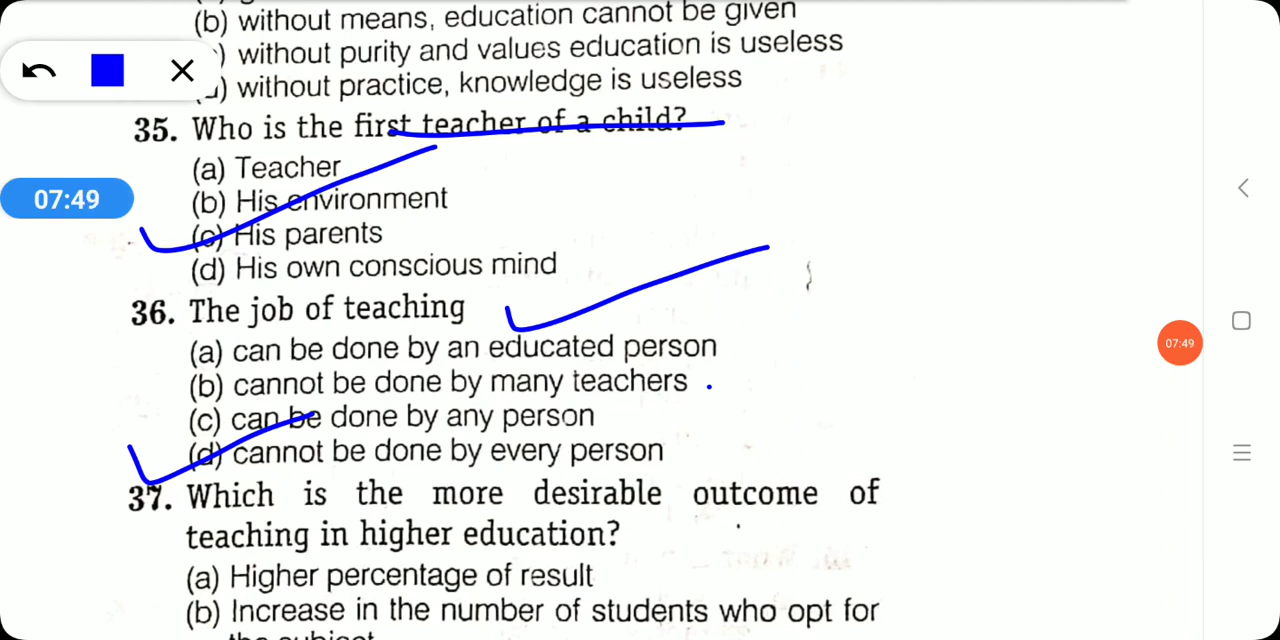 (b) without means, education cannot be given
) without purity and values education is useless
) without practice, knowledge is useless
35. Who is the first teacher of a child?
(a) Teacher
07:49
(b) His environment
(c) His parents
(d) His own conscious mind
36. The job of teaching
07:49
(a) can be done by an educated person
(b) cannot be done by many teachers
(c) can be done by any person
(d) cannot be done by every person
37. Which is the more desirable outcome of
teaching in higher education?
(a) Higher percentage of result
(b) Increase in the number of students who opt for
the subject